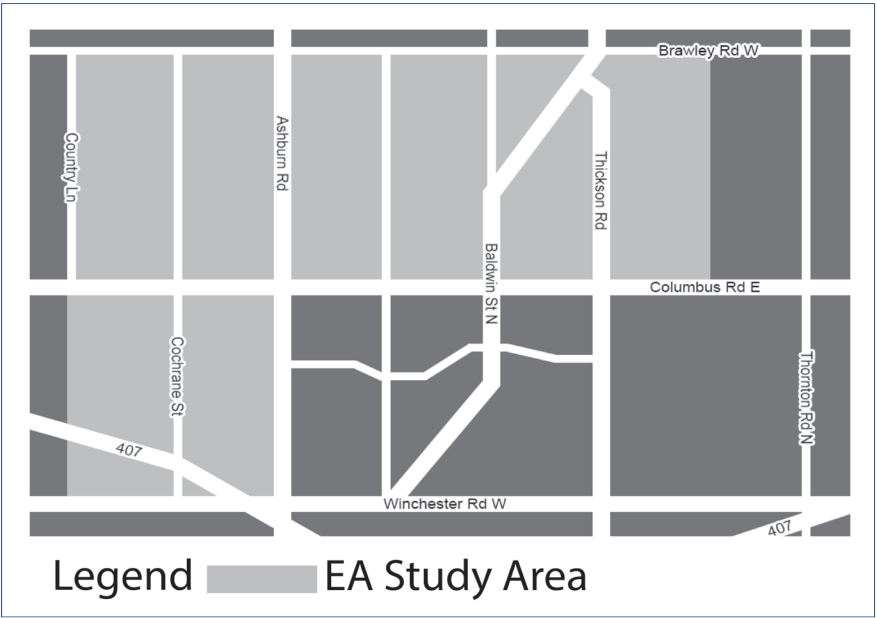 Brawley Rd W
Country Ln
Ashburn Rd
Thickson Rd
Baldwin St N
Columbus Rd E
Cochrane St
Thornton Rd N
407
Winchester Rd W
407
Legend EA Study Area